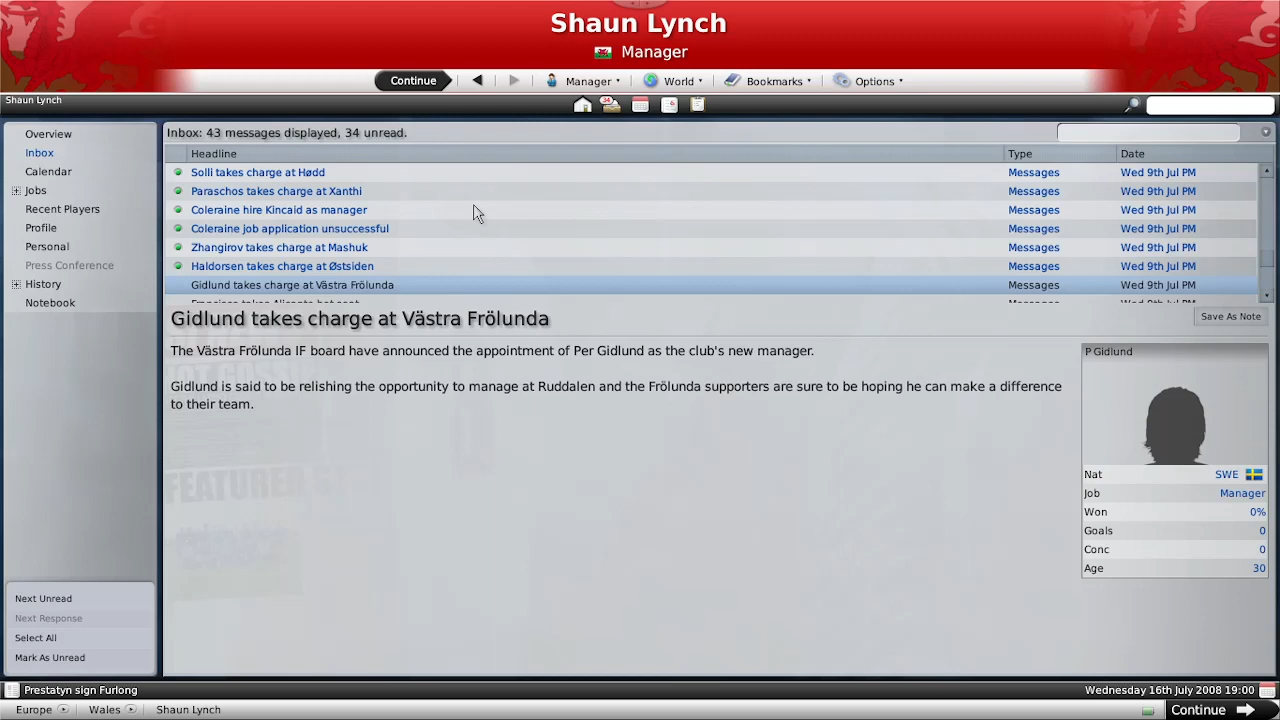 Shaun Lynch
Manager
Continue Manager World Bookmarks Options
Shaun Lynch
Overview
Inbox
Calendar
Jobs
Recent Players
Profile
Personal
Press Conference
History
Notebook
Next Unread
Next Response
Select All
Mark As Unread
Inbox: 43 messages displayed, 34 unread.
Headline Type Date
Solli takes charge at Hødd Messages Wed 9th Jul PM
Paraschos takes charge at Xanthi Messages Wed 9th Jul PM
Coleraine hire Kincaid as manager Messages Wed 9th Jul PM
Coleraine job application unsuccessful Messages Wed 9th Jul PM
Zhangirov takes charge at Mashuk Messages Wed 9th Jul PM
Haldorsen takes charge at Østsiden Messages Wed 9th Jul PM
Gidlund takes charge at Västra Frölunda Messages Wed 9th Jul PM
Gidlund takes charge at Västra Frölunda
Save As Note
The Västra Frölunda IF board have announced the appointment of Per Gidlund as the club's new manager.
Gidlund is said to be relishing the opportunity to manage at Ruddalen and the Frölunda supporters are sure to be hoping he can make a difference
to their team.
P Gidlund
Nat SWE
Job Manager
Won 0%
Goals 0
Conc 0
Age 30
FEATURED
Prestatyn sign Furlong Wednesday 16th July 2008 19:00
Europe Wales Shaun Lynch Continue